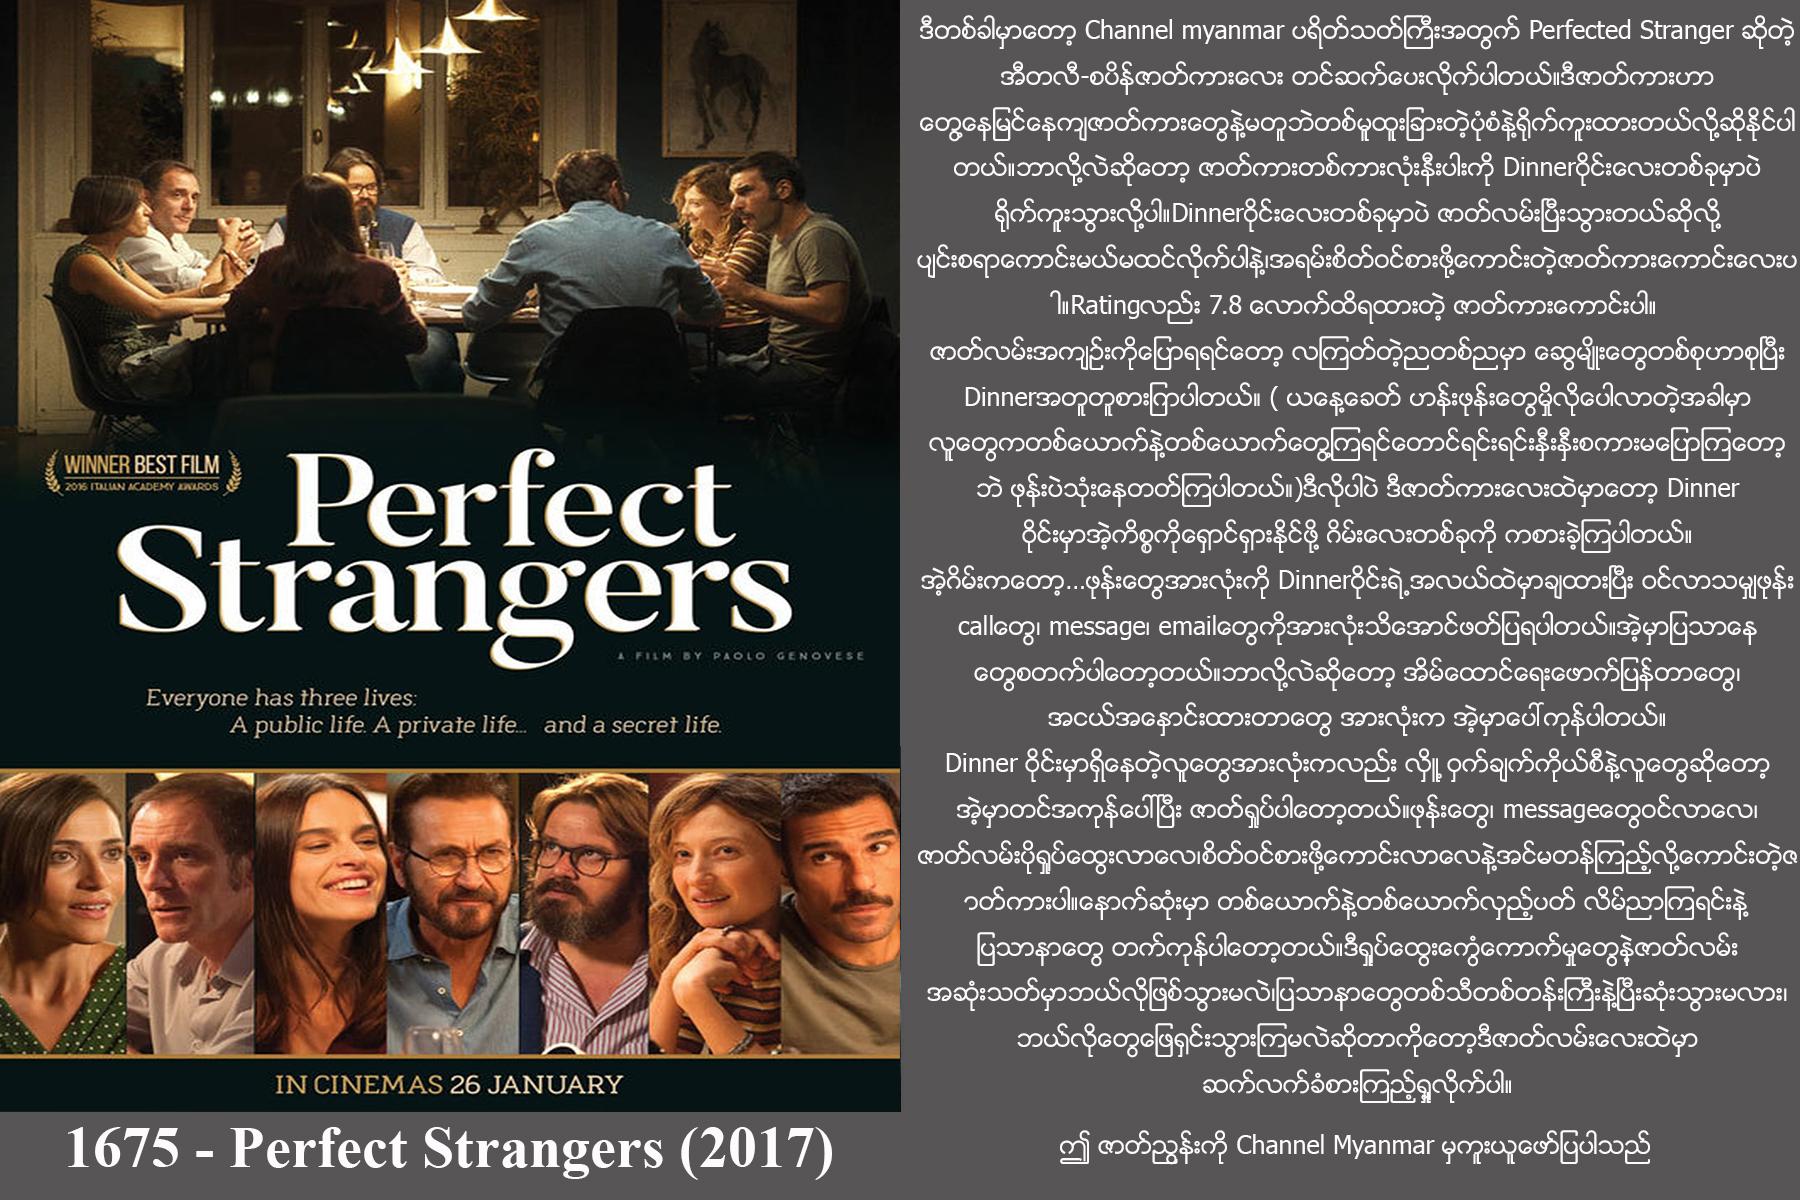 WINNER BEST FILM
2016 ITALIAN ACADEMY AWARDS
Perfect
Strangers
A FILM BY PAOLO GENOVESE
Everyone has three lives:
A public life. A private life... and a secret life.
IN CINEMAS 26 JANUARY
1675 - Perfect Strangers (2017)
ဒီတစ်ခါမှာတော့ Channel myanmar ပရိတ်သတ်ကြီးအတွက် Perfected Stranger ဆိုတဲ့
အီတလီ-စပိန်ဇာတ်ကားလေး တင်ဆက်ပေးလိုက်ပါတယ်။ဒီဇာတ်ကားဟာ
တွေ့နေမြင်နေကျဇာတ်ကားတွေနဲ့မတူဘဲတစ်မူထူးခြားတဲ့ပုံစံနဲ့ရိုက်ကူးထားတယ်လို့ဆိုနိုင်ပါ
တယ်။ဘာလို့လဲဆိုတော့ ဇာတ်ကားတစ်ကားလုံးနီးပါးကို Dinnerဝိုင်းလေးတစ်ခုမှာပဲ
ရိုက်ကူးသွားလို့ပါ။Dinnerဝိုင်းလေးတစ်ခုမှာပဲ ဇာတ်လမ်းပြီးသွားတယ်ဆိုလို့
ပျင်းစရာကောင်းမယ်မထင်လိုက်ပါနဲ့၊အရမ်းစိတ်ဝင်စားဖို့ကောင်းတဲ့ဇာတ်ကားကောင်းလေးပ
ါ။Ratingလည်း 7.8 လောက်ထိရထားတဲ့ ဇာတ်ကားကောင်းပါ။
ဇာတ်လမ်းအကျဉ်းကိုပြောရရင်တော့ လကြတ်တဲ့ညတစ်ညမှာ ဆွေမျိုးတွေတစ်စုဟာစုပြီး
Dinnerအတူတူစားကြပါတယ်။ ( ယနေ့ခေတ် ဟန်းဖုန်းတွေမှိုလိုပေါလာတဲ့အခါမှာ
လူတွေကတစ်ယောက်နဲ့တစ်ယောက်တွေ့ကြရင်တောင်ရင်းရင်းနှီးနှီးစကားမပြောကြတော့
ဘဲ ဖုန်းပဲသုံးနေတတ်ကြပါတယ်။)ဒီလိုပါပဲ ဒီဇာတ်ကားလေးထဲမှာတော့ Dinner
ဝိုင်းမှာအဲ့ကိစ္စကိုရှောင်ရှားနိုင်ဖို့ ဂိမ်းလေးတစ်ခုကို ကစားခဲ့ကြပါတယ်။
အဲ့ဂိမ်းကတော့...ဖုန်းတွေအားလုံးကို Dinnerဝိုင်းရဲ့အလယ်ထဲမှာချထားပြီး ဝင်လာသမျှဖုန်း
callတွေ၊ message၊ emailတွေကိုအားလုံးသိအောင်ဖတ်ပြရပါတယ်။အဲ့မှာပြသာနေ
တွေစတက်ပါတော့တယ်။ဘာလို့လဲဆိုတော့ အိမ်ထောင်ရေးဖောက်ပြန်တာတွေ၊
အငယ်အနှောင်းထားတာတွေ အားလုံးက အဲ့မှာပေါ်ကုန်ပါတယ်။
Dinner ဝိုင်းမှာရှိနေတဲ့လူတွေအားလုံးကလည်း လှို့ဝှက်ချက်ကိုယ်စီနဲ့လူတွေဆိုတော့
အဲ့မှာတင်အကုန်ပေါ်ပြီး ဇာတ်ရှုပ်ပါတော့တယ်။ဖုန်းတွေ၊ messageတွေဝင်လာလေ၊
ဇာတ်လမ်းပိုရှုပ်ထွေးလာလေ၊စိတ်ဝင်စားဖို့ကောင်းလာလေနဲ့အင်မတန်ကြည့်လို့ကောင်းတဲ့ဇ
ာတ်ကားပါ။နောက်ဆုံးမှာ တစ်ယောက်နဲ့တစ်ယောက်လှည့်ပတ် လိမ်ညာကြရင်းနဲ့
ပြသာနာတွေ တက်ကုန်ပါတော့တယ်။ဒီရှုပ်ထွေးကွေ့ကောက်မှုတွေနဲ့ဇာတ်လမ်း
အဆုံးသတ်မှာဘယ်လိုဖြစ်သွားမလဲ၊ပြသာနာတွေတစ်သီတစ်တန်းကြီးနဲ့ပြီးဆုံးသွားမလား၊
ဘယ်လိုတွေဖြေရှင်းသွားကြမလဲဆိုတာကိုတော့ဒီဇာတ်လမ်းလေးထဲမှာ
ဆက်လက်ခံစားကြည့်ရှုလိုက်ပါ။
ဤ ဇာတ်ညွှန်းကို Channel Myanmar မှကူးယူဖော်ပြပါသည်